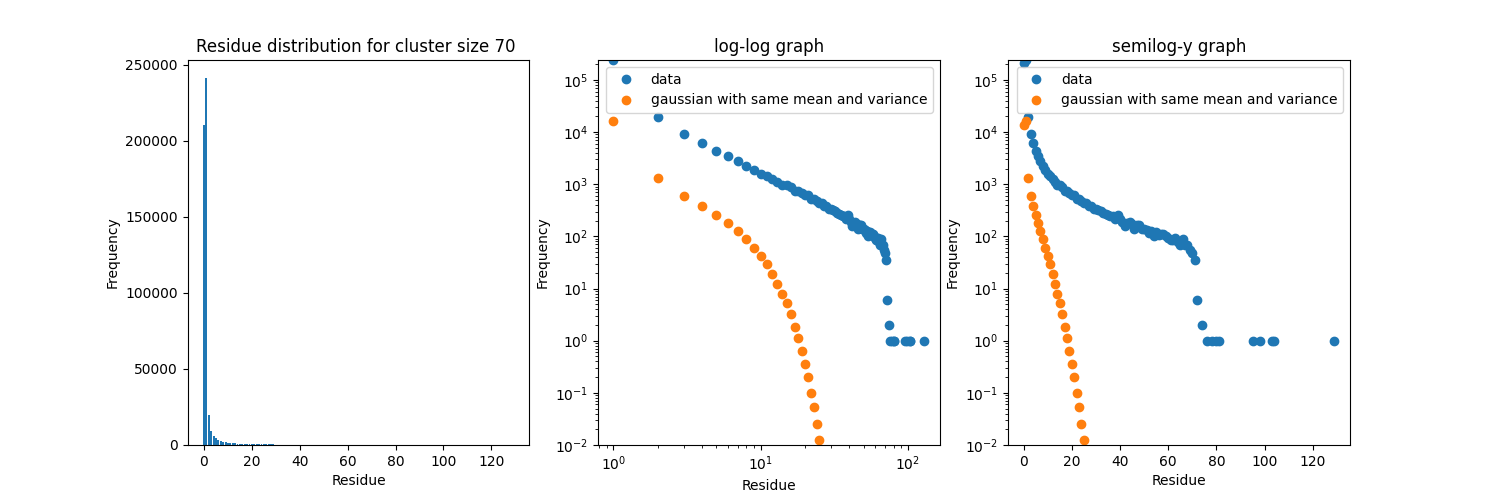 Residue distribution for cluster size 70
250000
200000
150000
100000
50000
0
Frequency
0 20 40 60 80 100 120
Residue
log-log graph
data
gaussian with same mean and variance
10^5
10^4
10^3
10^2
10^1
10^0
10^-1
10^-2
Frequency
10^0 10^1 10^2
Residue
semilog-y graph
data
gaussian with same mean and variance
10^5
10^4
10^3
10^2
10^1
10^0
10^-1
10^-2
Frequency
0 20 40 60 80 100 120
Residue